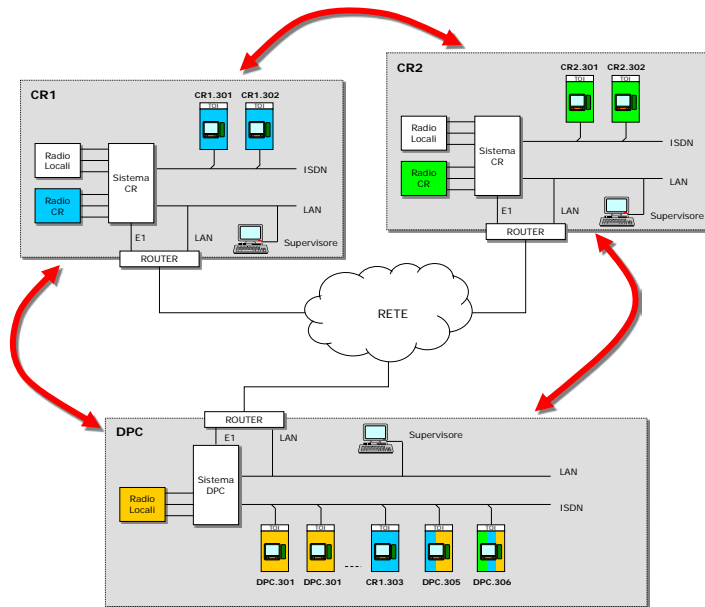 CR1
CR1.301
CR1.302
TOI
TOI
Radio
Locali
Radio
CR
Sistema
CR
ISDN
LAN
E1
LAN
Supervisore
ROUTER
CR2
CR2.301
CR2.302
TOI
TOI
Radio
Locali
Radio
CR
Sistema
CR
ISDN
LAN
E1
LAN
Supervisore
ROUTER
RETE
ROUTER
DPC
E1
LAN
Supervisore
Sistema
DPC
LAN
Radio
Locali
ISDN
TOI
TOI
TOI
TOI
TOI
DPC.301
DPC.301
CR1.303
DPC.305
DPC.306